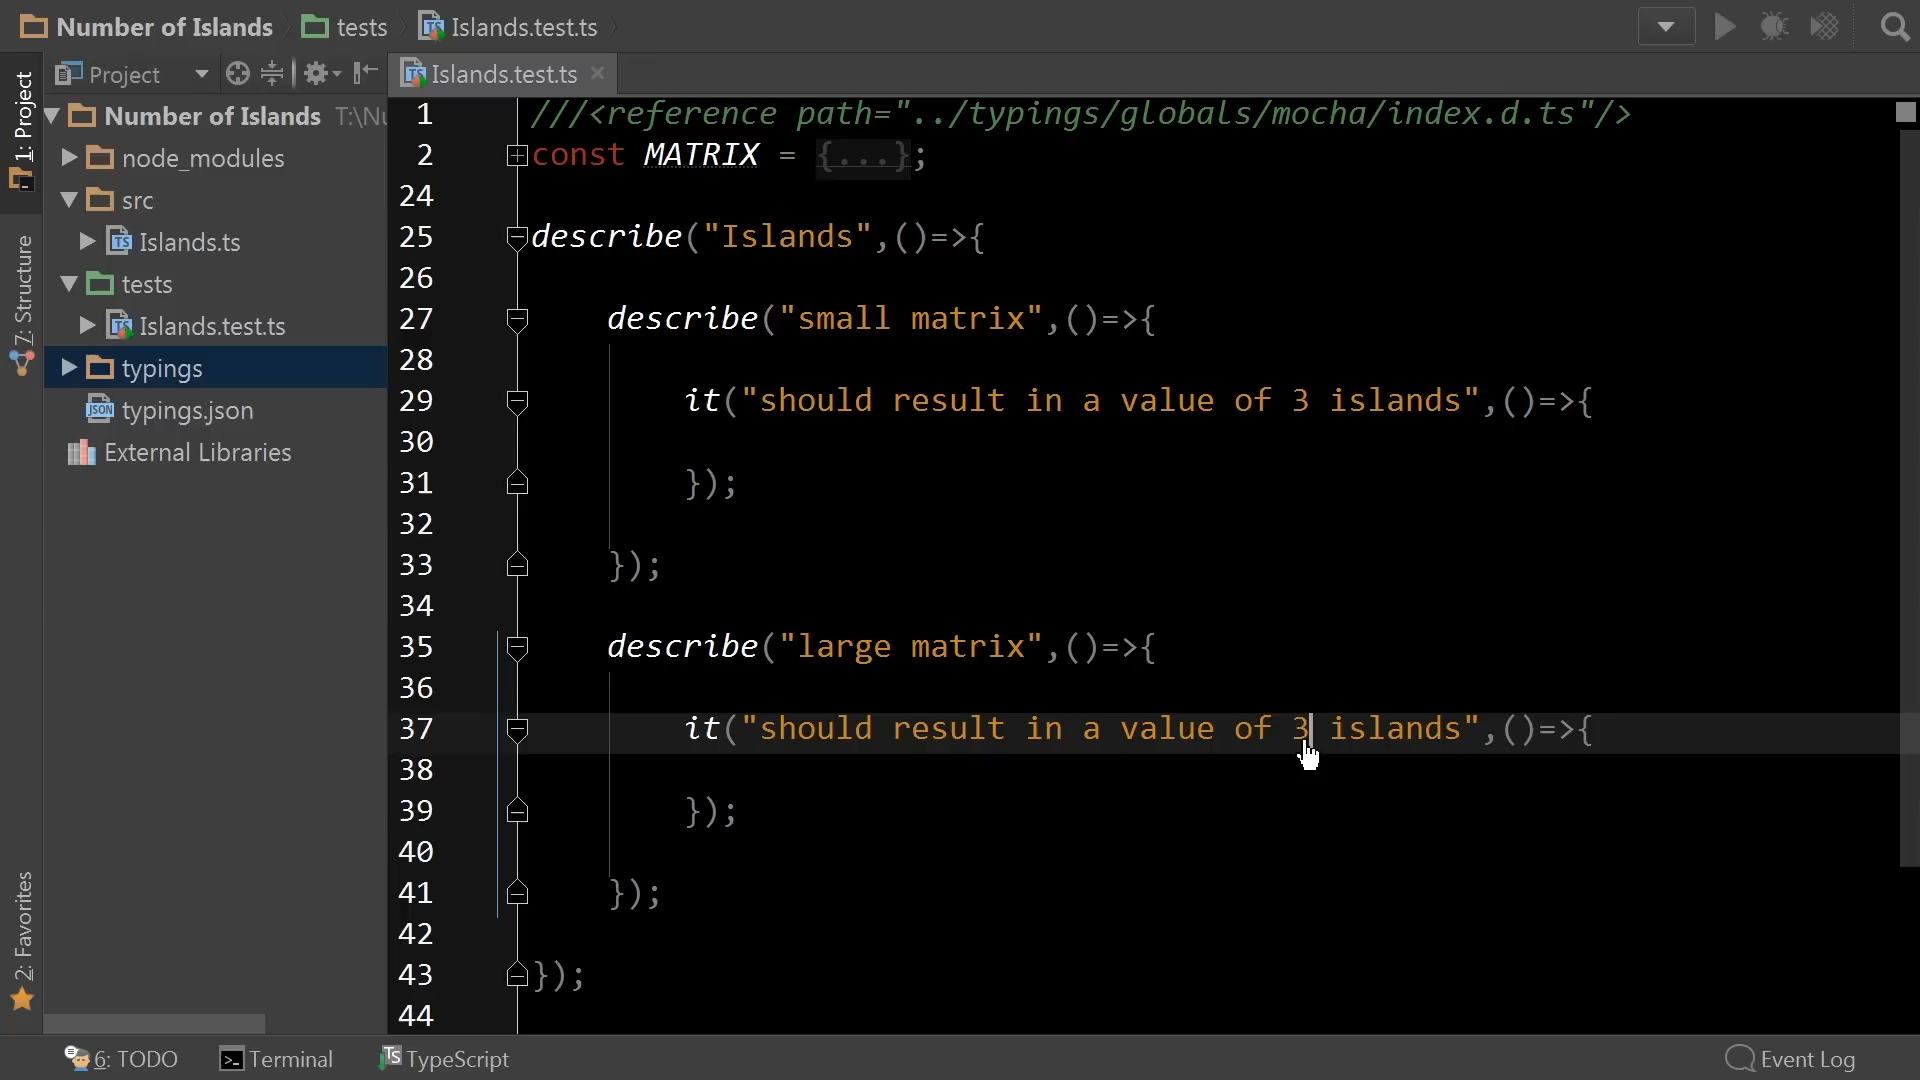 Number of Islands tests Islands.test.ts
1: Project
7: Structure
2: Favorites
Project
Number of Islands
node_modules
src
Islands.ts
tests
Islands.test.ts
typings
typings.json
External Libraries
Islands.test.ts
1 ///<reference path="../typings/globals/mocha/index.d.ts"/>
2 const MATRIX = {...};
24
25 describe("Islands",()=>{
26
27 describe("small matrix",()=>{
28
29 it("should result in a value of 3 islands",()=>{
30
31 });
32
33 });
34
35 describe("large matrix",()=>{
36
37 it("should result in a value of 3 islands",()=>{
38
39 });
40
41 });
42
43 });
44
6: TODO Terminal TypeScript Event Log